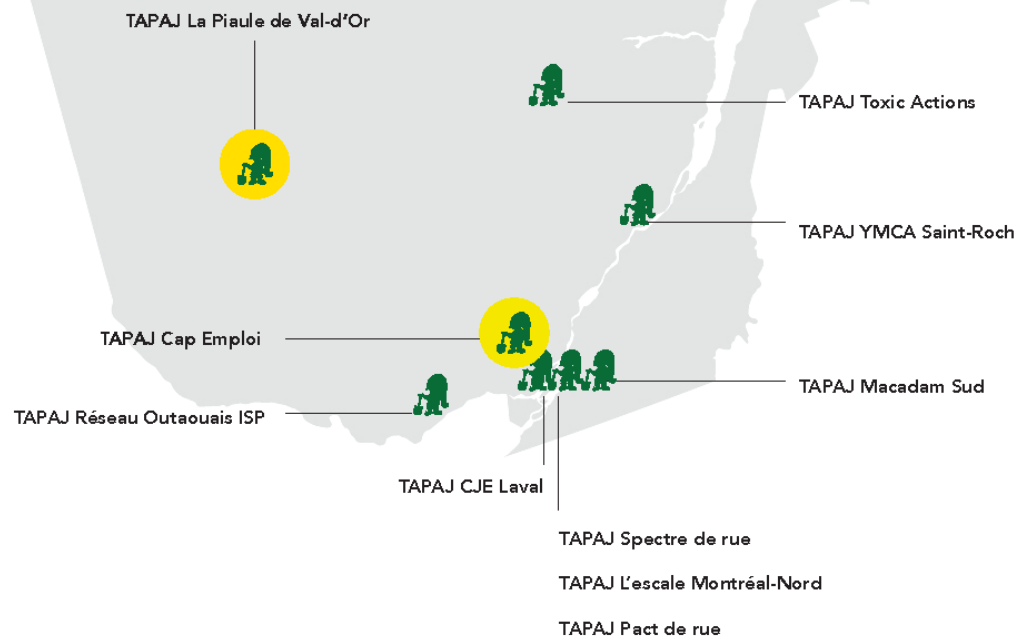 TAPAJ La Piaule de Val-d'Or
TAPAJ Toxic Actions
TAPAJ YMCA Saint-Roch
TAPAJ Cap Emploi
TAPAJ Macadam Sud
TAPAJ Réseau Outaouais ISP
TAPAJ CJE Laval
TAPAJ Spectre de rue
TAPAJ L'escale Montréal-Nord
TAPAJ Pact de rue